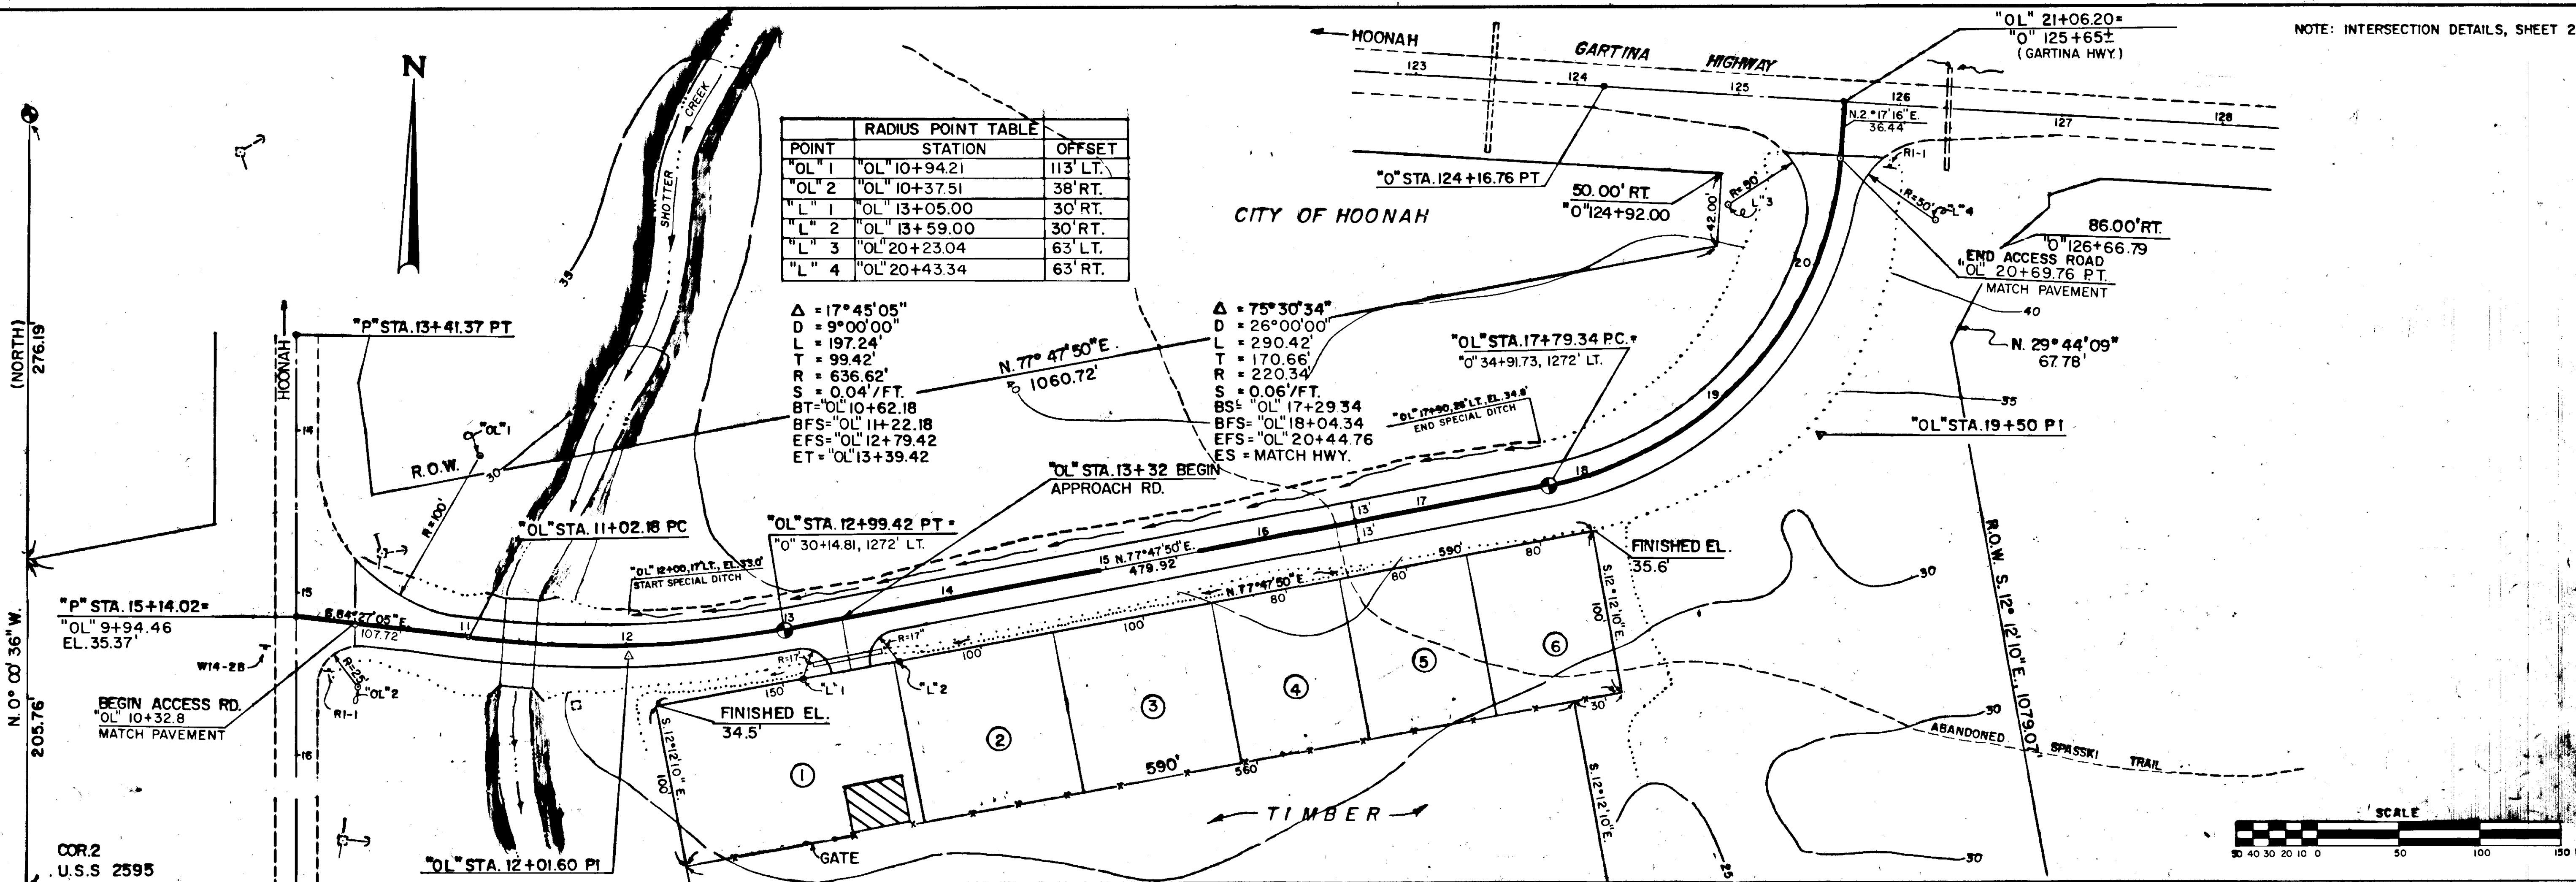 NOTE: INTERSECTION DETAILS, SHEET 2
"OL" 21+06.20=
"O" 125+65±
(GARTINA HWY.)
HOONAH
GARTINA HIGHWAY
123
124
125
126
127
128
N.2°17'16"E.
36.44'
N
RADIUS POINT TABLE
POINT STATION OFFSET
"OL" 1 "OL" 10+94.21 113' LT.
"OL" 2 "OL" 10+37.51 38' RT.
"L" 1 "OL" 13+05.00 30' RT.
"L" 2 "OL" 13+59.00 30' RT.
"L" 3 "OL" 20+23.04 63' LT.
"L" 4 "OL" 20+43.34 63' RT.
CREEK
SHOTTER
35
"O" STA. 124+16.76 PT
50.00' RT.
"O" 124+92.00
42.00'
R=50'
"L" 3
R1-1
R=50'
"L" 4
CITY OF HOONAH
86.00' RT.
"O" 126+66.79
END ACCESS ROAD
"OL" 20+69.76 P.T.
MATCH PAVEMENT
40
N. 29°44'09"
67.78'
35
"OL" STA. 19+50 PI
(NORTH)
276.19'
HOONAH
"P" STA. 13+41.37 PT
Δ = 17°45'05"
D = 9°00'00"
L = 197.24'
T = 99.42'
R = 636.62'
S = 0.04'/FT.
BT="OL" 10+62.18
BFS="OL" 11+22.18
EFS="OL" 12+79.42
ET="OL" 13+39.42
N. 77° 47' 50" E.
1060.72'
Δ = 75°30'34"
D = 26°00'00"
L = 290.42'
T = 170.66'
R = 220.34'
S = 0.06'/FT.
BS= "OL" 17+29.34
BFS= "OL" 18+04.34
EFS= "OL" 20+44.76
ES = MATCH HWY.
"OL" STA. 17+79.34 P.C.=
"O" 34+91.73, 1272' LT.
END SPECIAL DITCH
20
19
18
17
16
13'
13'
14
"OL" 1
R.O.W.
30
R=100'
"OL" STA. 11+02.18 PC
"OL" STA. 12+99.42 PT =
"O" 30+14.81, 1272' LT.
"OL" STA. 13+32 BEGIN
APPROACH RD.
"OL" 12+00, 17' LT., EL. 33.0'
START SPECIAL DITCH
15 N.77°47'50"E.
479.92'
14
13
12
11
15
"P" STA. 15+14.02=
"OL" 9+94.46
EL. 35.37'
S.84°27'05"E.
107.72'
W14-2B
R=25'
"OL" 2
R1-1
BEGIN ACCESS RD.
"OL" 10+32.8
MATCH PAVEMENT
16
N.0° 00' 36" W.
205.76'
COR.2
U.S.S 2595
"OL" STA. 12+01.60 PI
R=17'
R=17'
"L" 1
"L" 2
150'
100'
100'
N.77°47'50"E.
80'
80'
590'
80'
FINISHED EL.
35.6'
FINISHED EL.
34.5'
S.12°12'10"E.
100'
S.12°12'10"E.
100'
1
2
3
4
5
6
590'
560'
30'
S.12°12'10"E.
GATE
TIMBER
R.O.W. S. 12° 12' 10" E., 1079.07'
30
30
30
25
ABANDONED SPASSKI TRAIL
SCALE
50 40 30 20 10 0 50 100 150